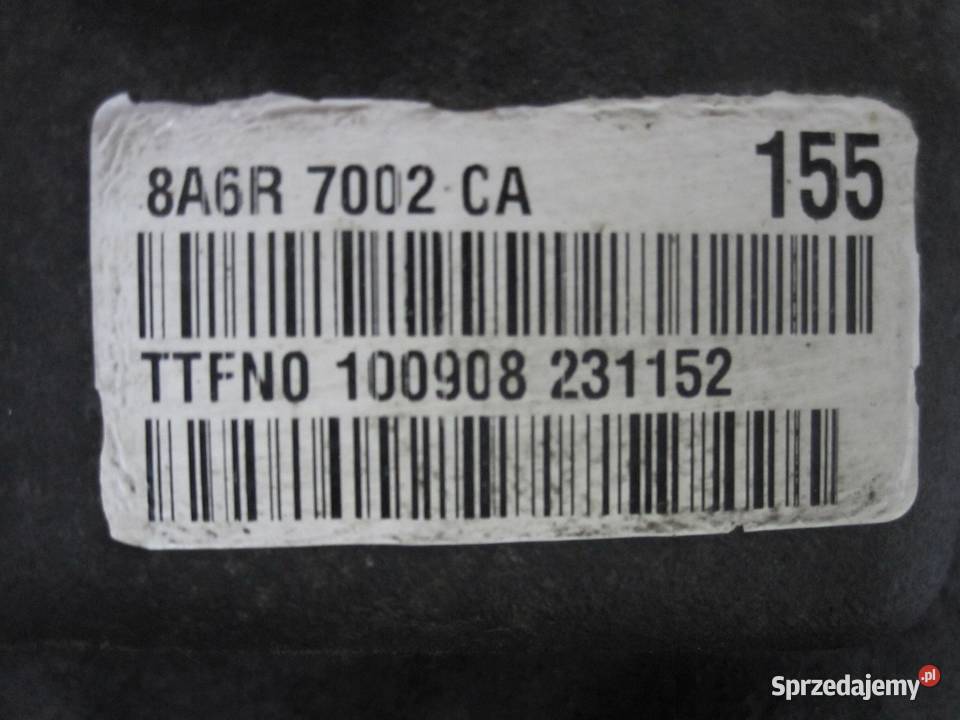 8A6R 7002 CA 155
TTFN0 100908 231152
Sprzedajemy.pl